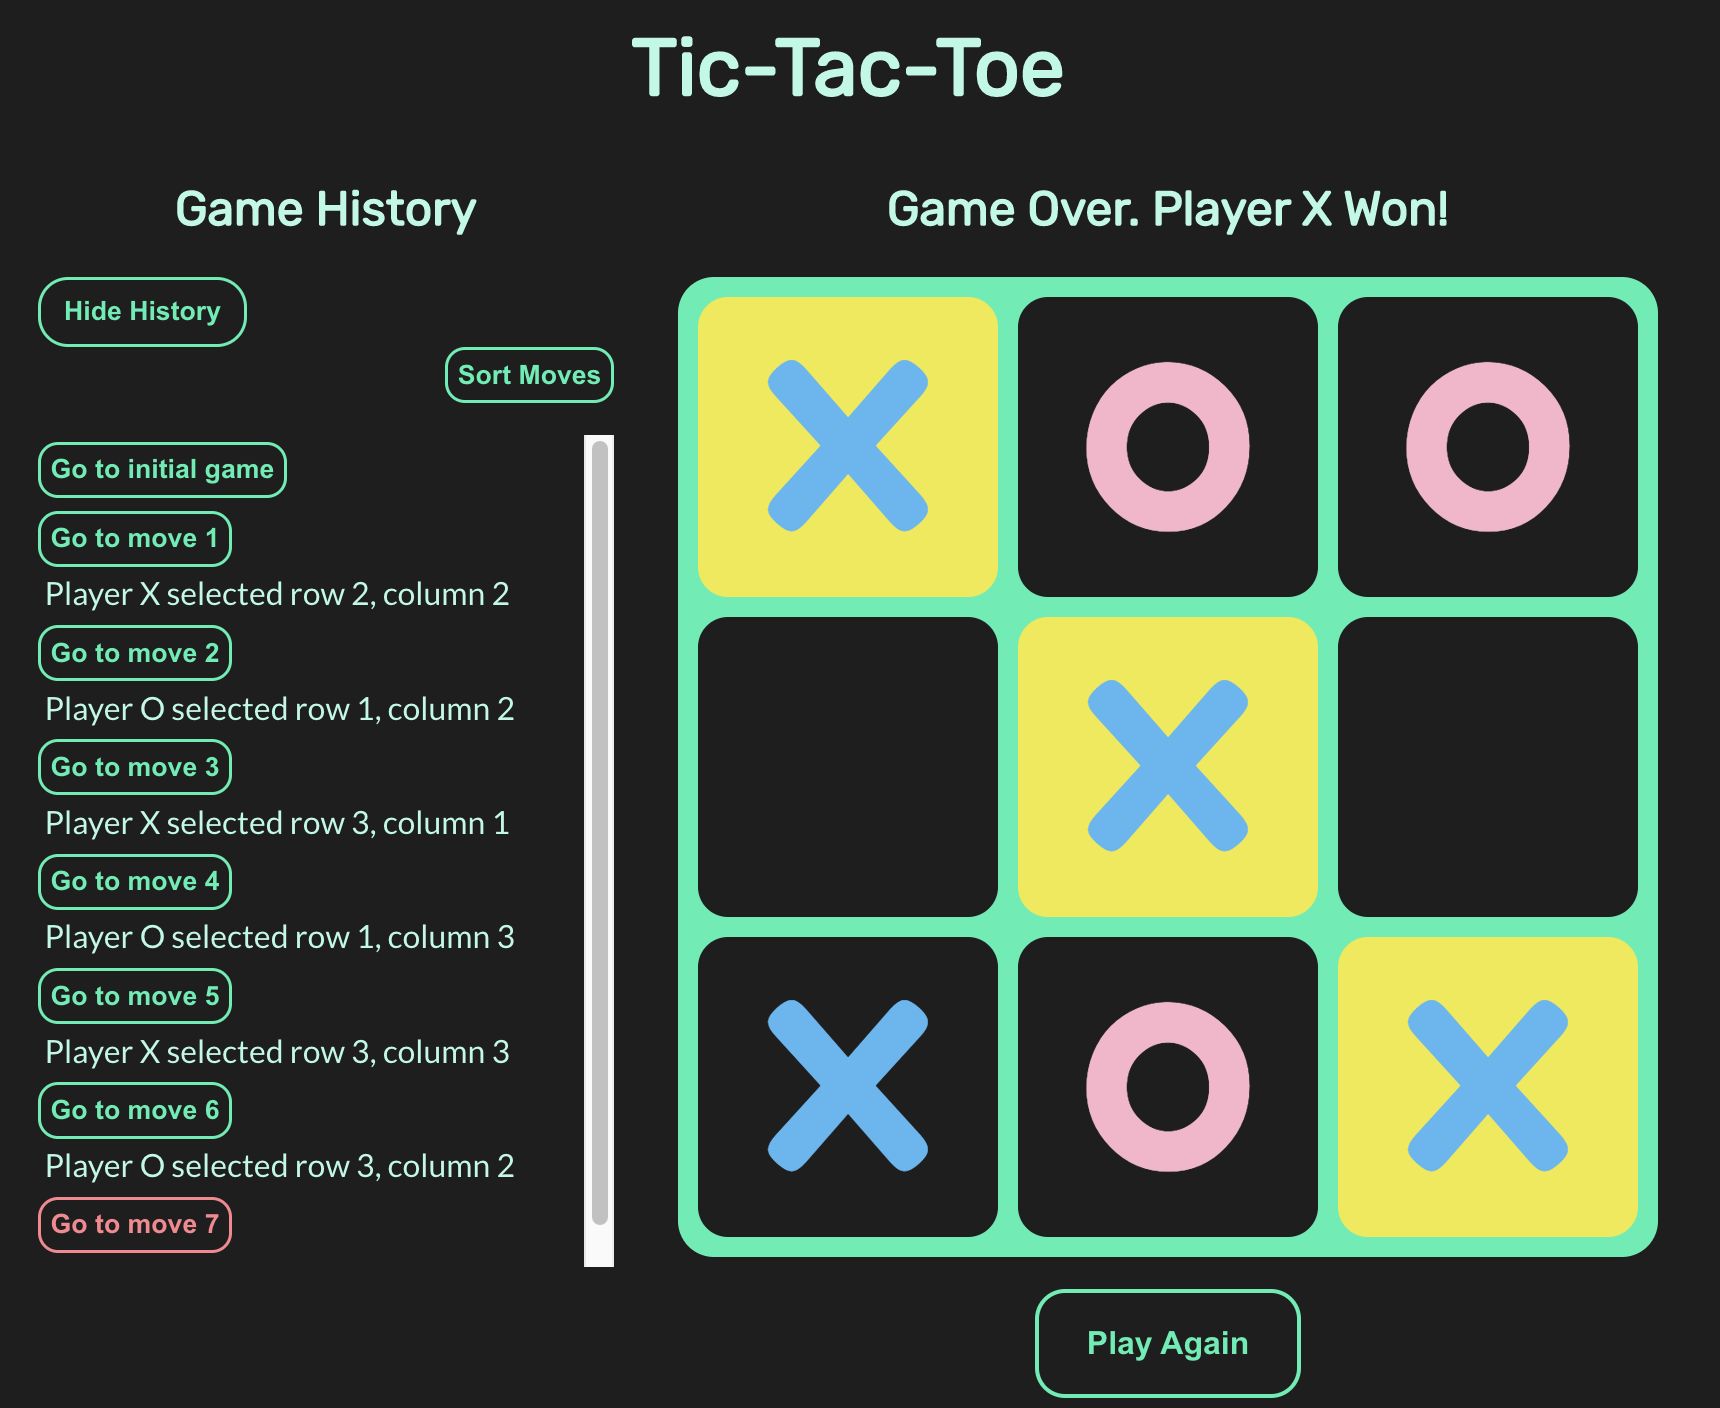 Tic-Tac-Toe
Game History
Hide History
Sort Moves
Go to initial game
Go to move 1
Player X selected row 2, column 2
Go to move 2
Player O selected row 1, column 2
Go to move 3
Player X selected row 3, column 1
Go to move 4
Player O selected row 1, column 3
Go to move 5
Player X selected row 3, column 3
Go to move 6
Player O selected row 3, column 2
Go to move 7
Game Over. Player X Won!
X O O
X
X O X
Play Again